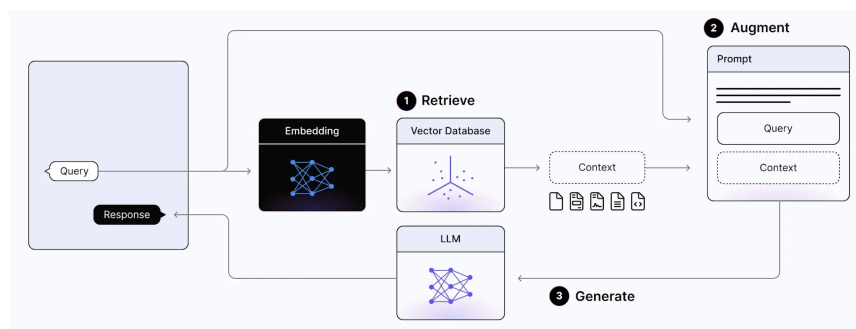 2 Augment
Prompt
1 Retrieve
Embedding
Vector Database
Query
Context
Query
Context
Response
LLM
3 Generate